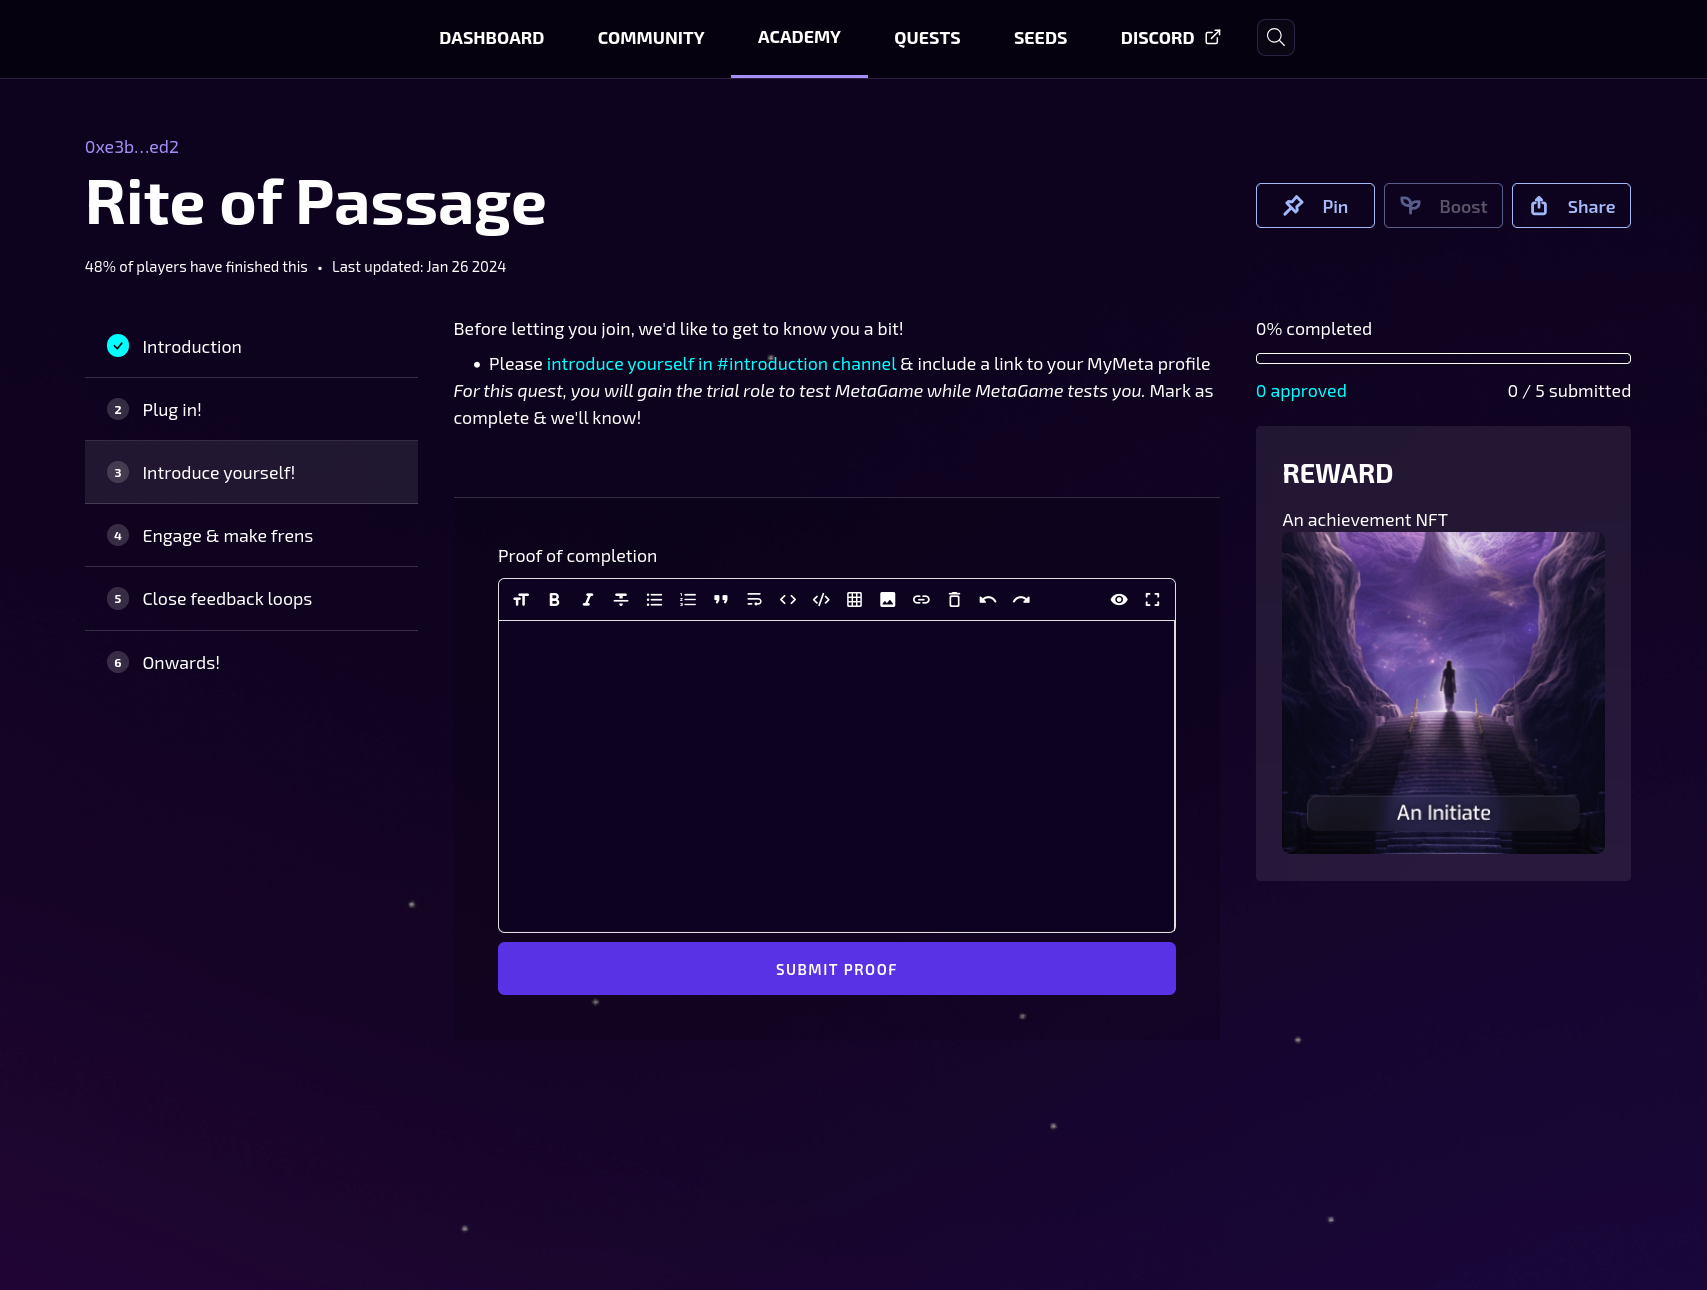 DASHBOARD COMMUNITY ACADEMY QUESTS SEEDS DISCORD
0xe3b...ed2
Rite of Passage
Pin Boost Share
48% of players have finished this • Last updated: Jan 26 2024
Introduction
2 Plug in!
3 Introduce yourself!
4 Engage & make frens
5 Close feedback loops
6 Onwards!
Before letting you join, we'd like to get to know you a bit!
• Please introduce yourself in #introduction channel & include a link to your MyMeta profile
For this quest, you will gain the trial role to test MetaGame while MetaGame tests you. Mark as
complete & we'll know!
Proof of completion
SUBMIT PROOF
0% completed
0 approved 0 / 5 submitted
REWARD
An achievement NFT
An Initiate